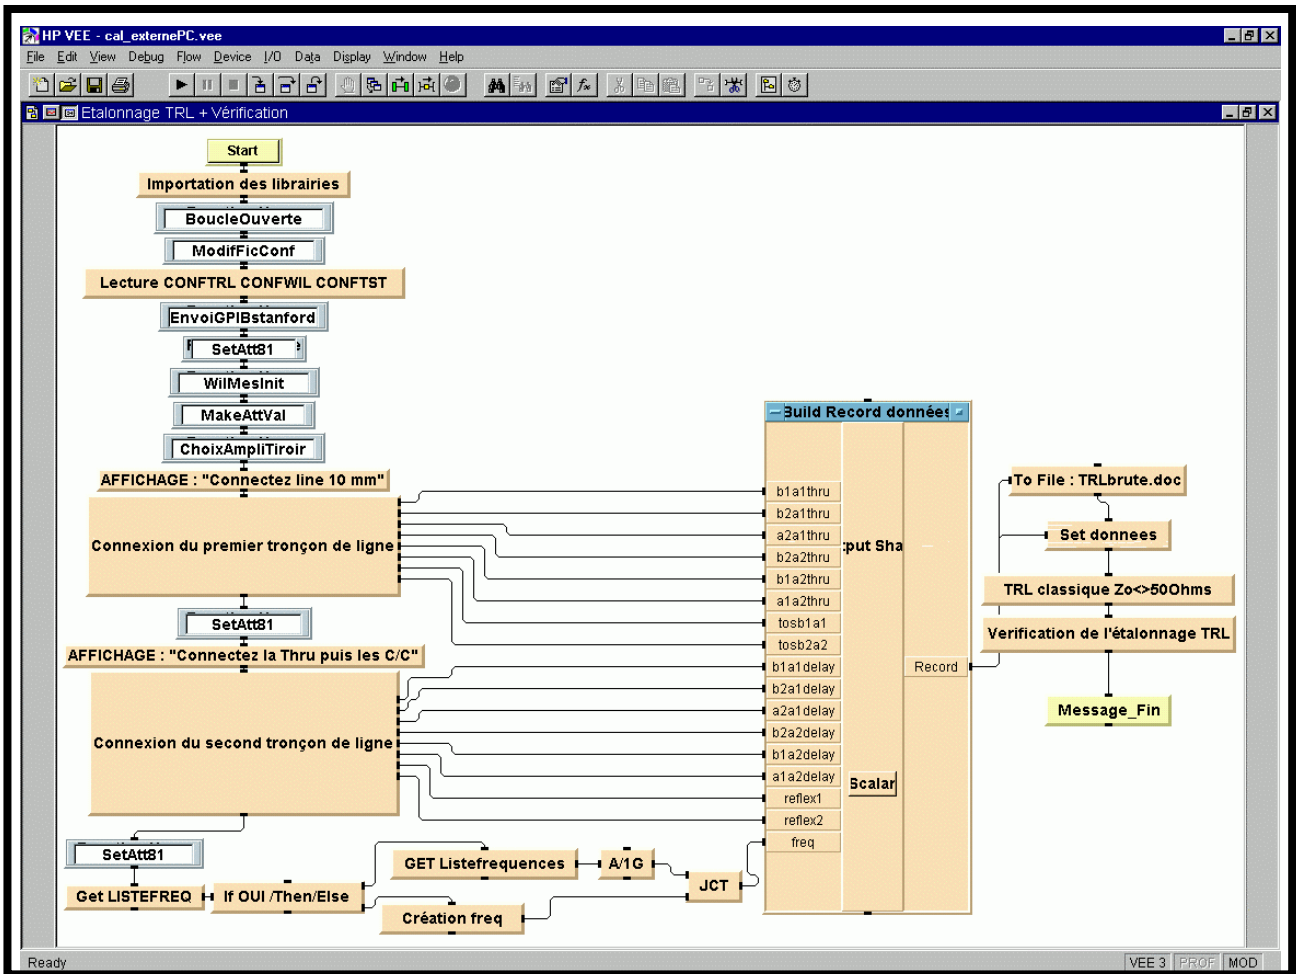 HP VEE - cal_externePC.vee
File Edit View Debug Flow Device I/O Data Display Window Help
Etalonnage TRL + Vérification
Start
Importation des librairies
BoucleOuverte
ModifFicConf
Lecture CONFTRL CONFWIL CONFTST
EnvoiGPIBstanford
SetAtt81
WilMesInit
MakeAttVal
ChoixAmpliTiroir
AFFICHAGE : "Connectez line 10 mm"
Connexion du premier tronçon de ligne
SetAtt81
AFFICHAGE : "Connectez la Thru puis les C/C"
Connexion du second tronçon de ligne
SetAtt81
Get LISTEFREQ
If OUI /Then/Else
GET Listefrequences
A/1G
Création freq
JCT
Build Record données
b1a1thru
b2a1thru
a2a1thru
b2a2thru
b1a2thru
a1a2thru
tosb1a1
tosb2a2
b1a1delay
b2a1delay
a2a1delay
b2a2delay
b1a2delay
a1a2delay
reflex1
reflex2
freq
tput Sha
Scalar
Record
To File : TRLbrute.doc
Set donnees
TRL classique Zo<>50Ohms
Verification de l'étalonnage TRL
Message_Fin
Ready
VEE 3 PROF MOD